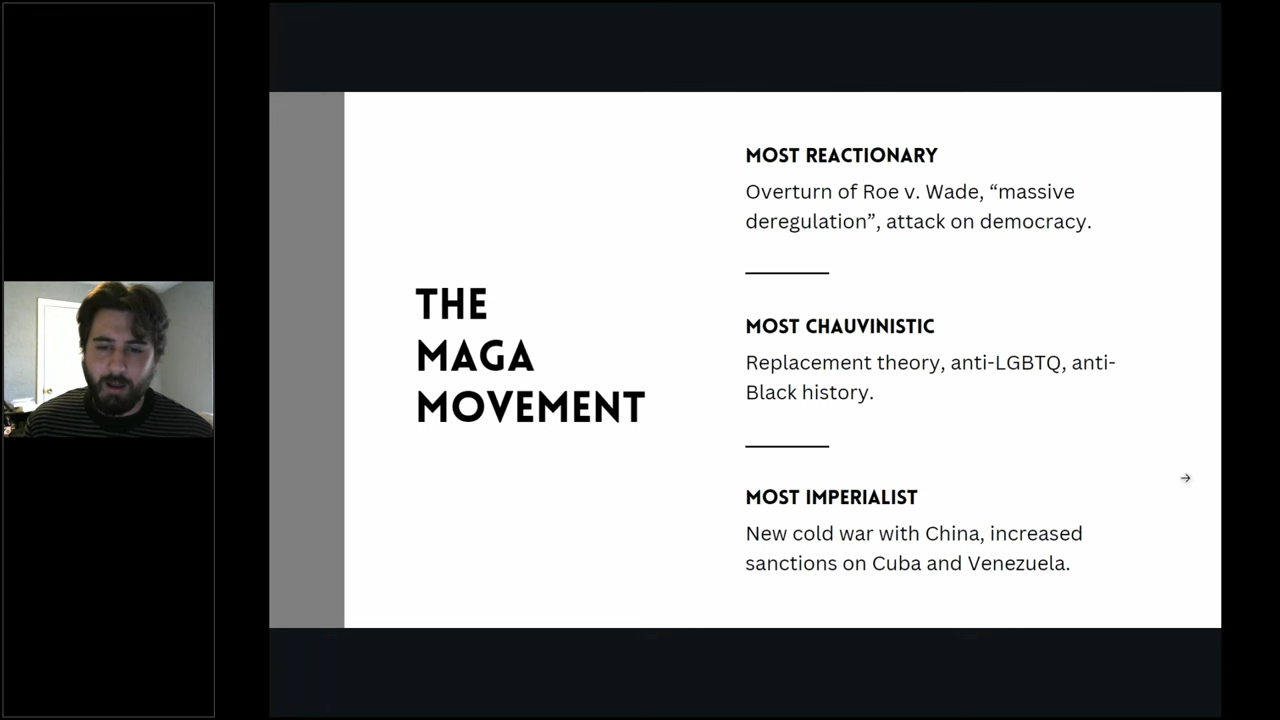 THE
MAGA
MOVEMENT
MOST REACTIONARY
Overturn of Roe v. Wade, “massive
deregulation”, attack on democracy.
MOST CHAUVINISTIC
Replacement theory, anti-LGBTQ, anti-
Black history.
MOST IMPERIALIST
New cold war with China, increased
sanctions on Cuba and Venezuela.